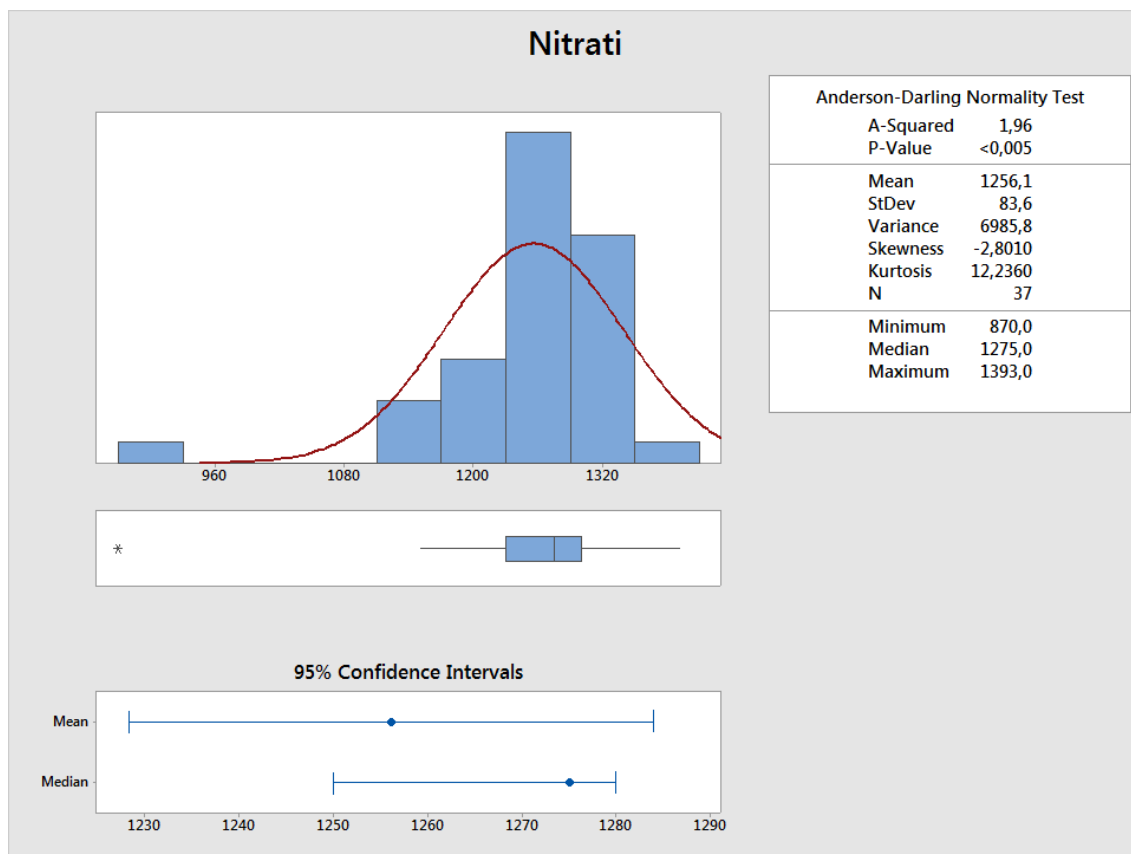 Nitrati
Anderson-Darling Normality Test
A-Squared 1,96
P-Value <0,005
Mean 1256,1
StDev 83,6
Variance 6985,8
Skewness -2,8010
Kurtosis 12,2360
N 37
Minimum 870,0
Median 1275,0
Maximum 1393,0
960 1080 1200 1320
95% Confidence Intervals
Mean
Median
1230 1240 1250 1260 1270 1280 1290